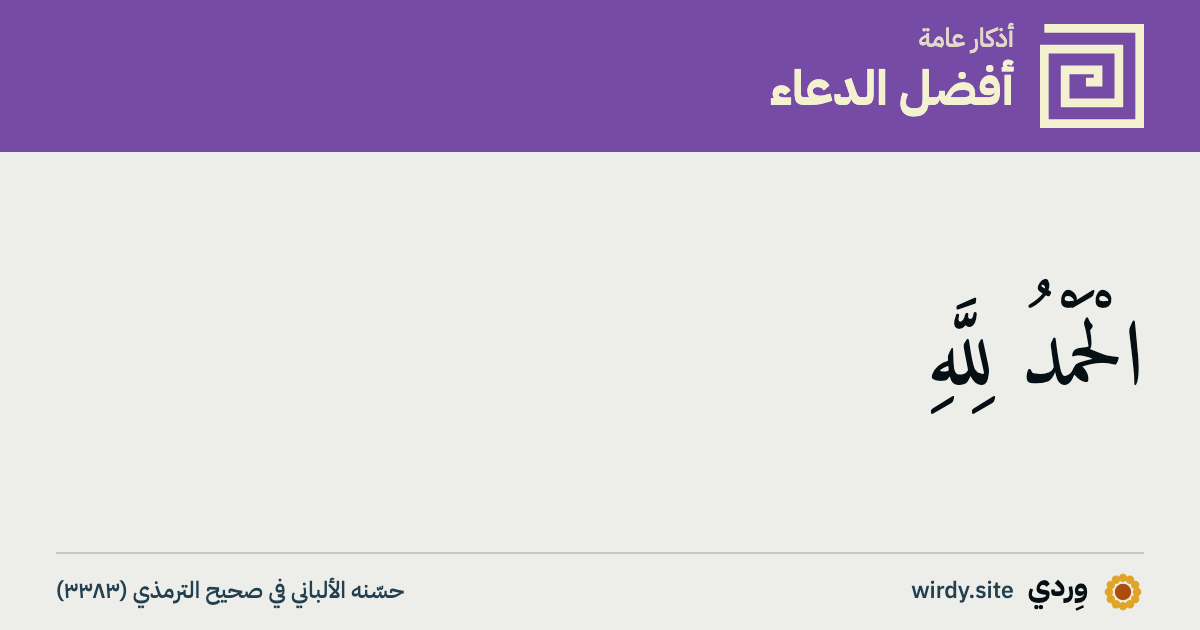 أذكار عامة
أفضل الدعاء
الْحَمْدُ لِلَّهِ
وِردي wirdy.site
حسّنه الألباني في صحيح الترمذي (٣٣٨٣)